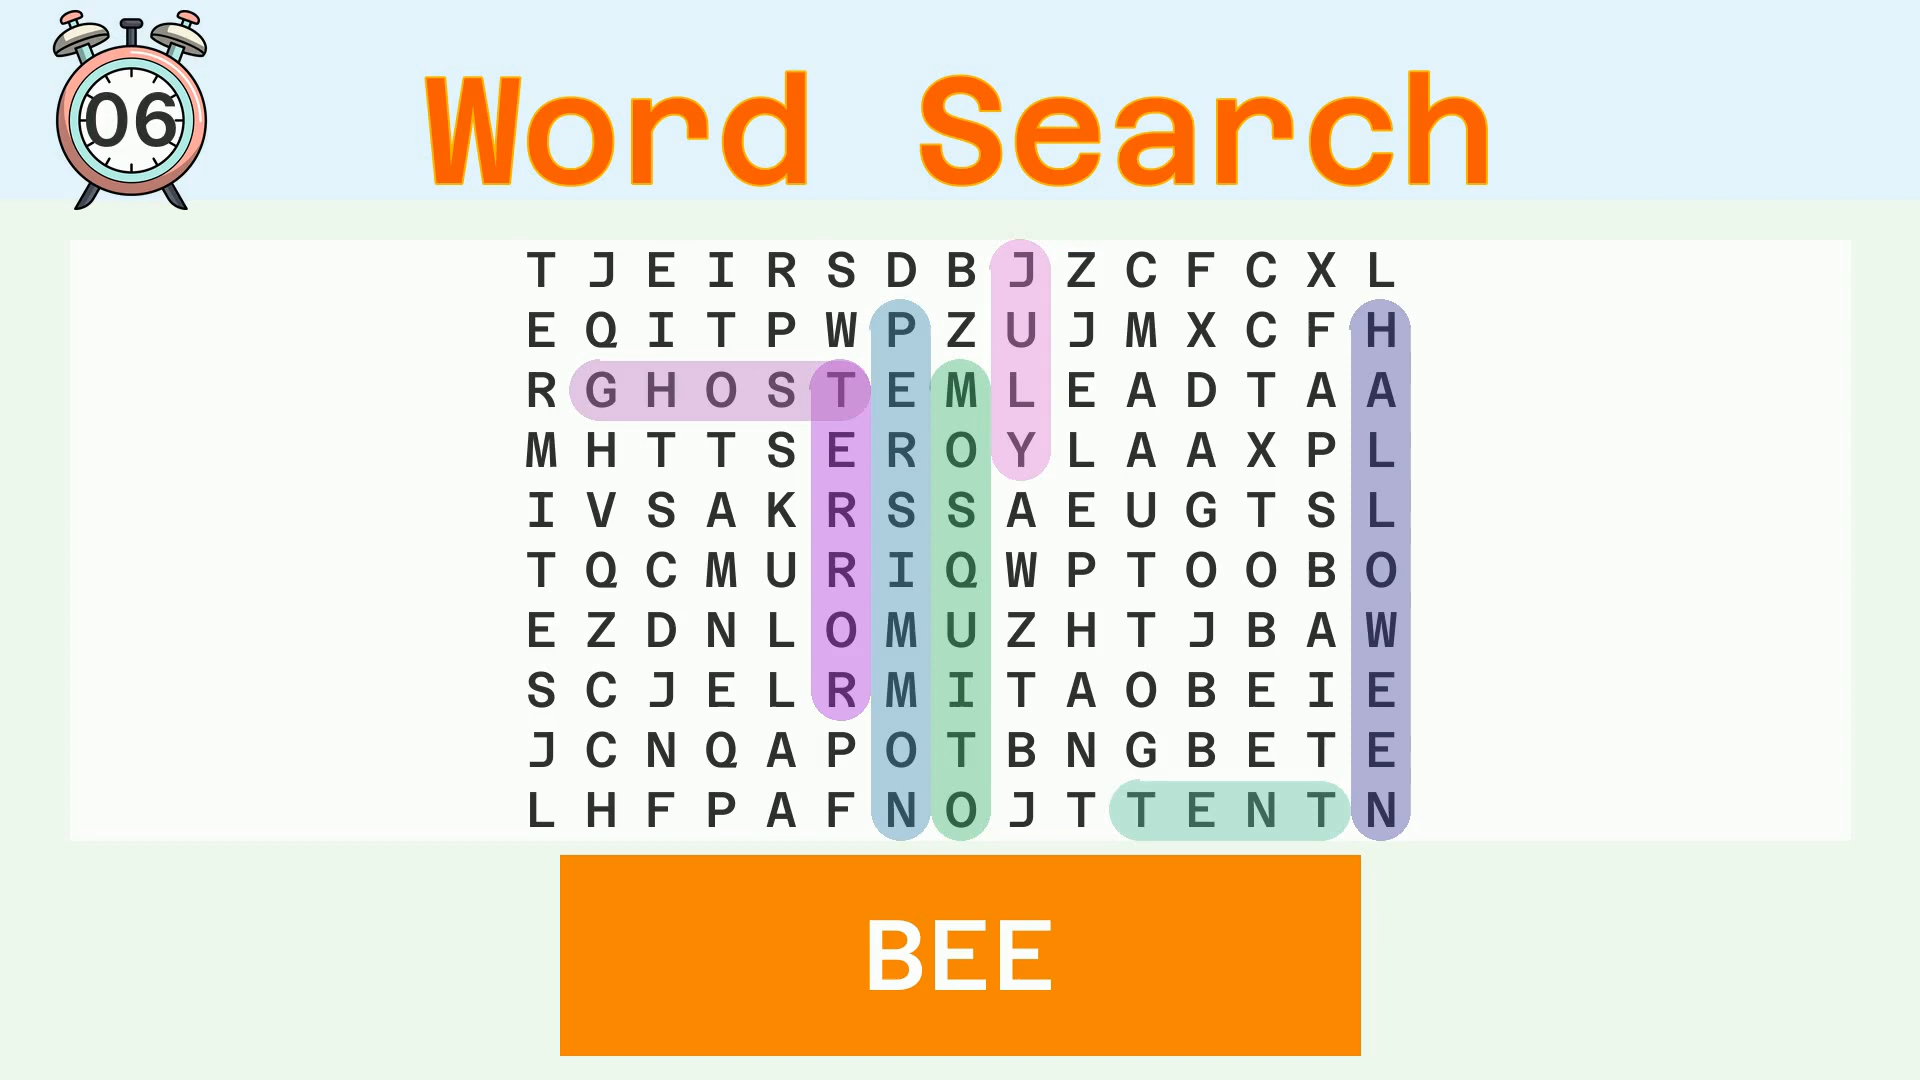 06
Word Search
T J E I R S D B J Z C F C X L
E Q I T P W P Z U J M X C F H
R G H O S T E M L E A D T A A
M H T T S E R O Y L A A X P L
I V S A K R S S A E U G T S L
T Q C M U R I Q W P T O O B O
E Z D N L O M U Z H T J B A W
S C J E L R M I T A O B E I E
J C N Q A P O T B N G B E T E
L H F P A F N O J T T E N T N
BEE